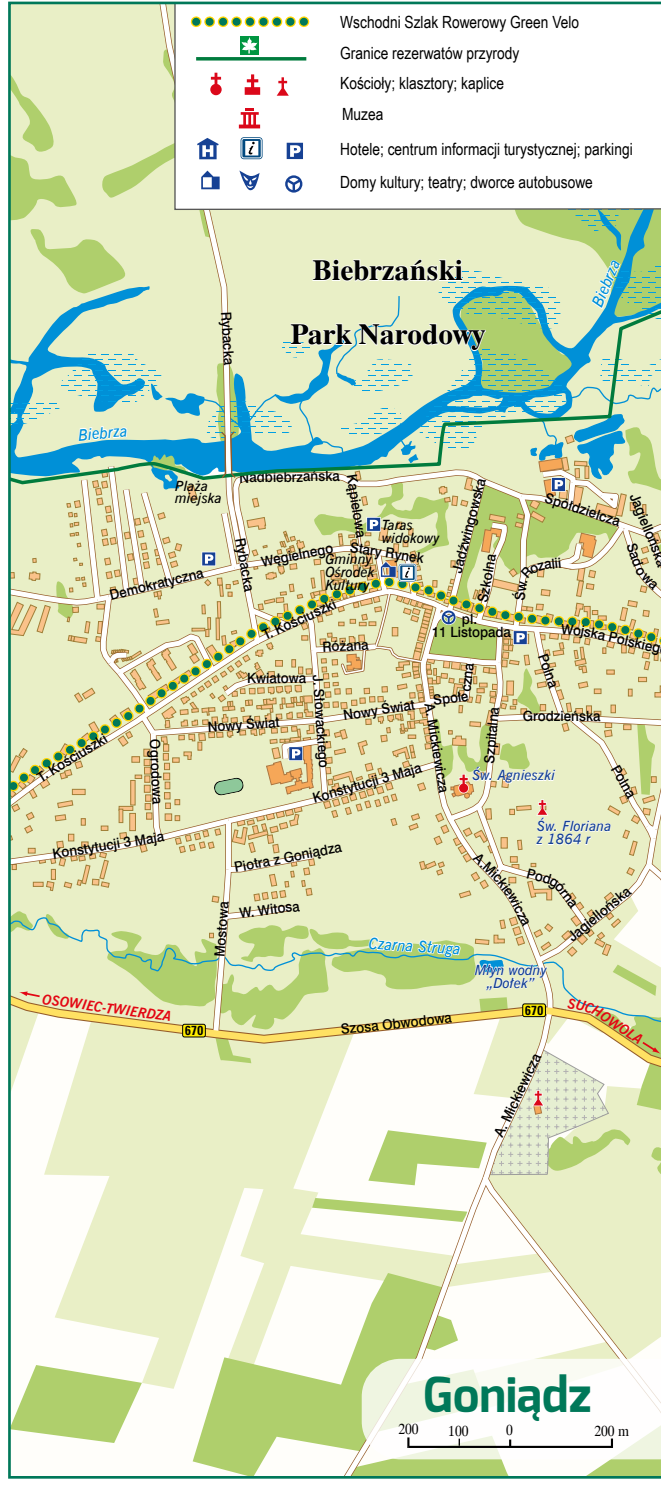 Wschodni Szlak Rowerowy Green Velo
Granice rezerwatów przyrody
Kościoły; klasztory; kaplice
Muzea
H i P Hotele; centrum informacji turystycznej; parkingi
Domy kultury; teatry; dworce autobusowe
Biebrzański
Park Narodowy
Biebrza
Rybacka
Biebrza
Plaża
miejska
Nadbiebrzańska
Kąpielowa
P
Taras
widokowy
Jadźwingowska
P
Spółdzielcza
Jagiellońska
Sadowa
P
Węgielnego
Stary Rynek
Gminny
Ośrodek
Kultury
i
Szkolna
Św. Rozalii
Demokratyczna
Rybacka
T. Kościuszki
pl.
11 Listopada
P
Wojska Polskiego
Różana
Polna
Kwiatowa
J. Słowackiego
Społeczna
Nowy Świat
Nowy Świat
A. Mickiewicza
Szpitalna
Grodzieńska
T. Kościuszki
Ogrodowa
P
Konstytucji 3 Maja
Św. Agnieszki
Polna
Św. Floriana
z 1864 r
Konstytucji 3 Maja
Piotra z Goniądza
A.Mickiewicza
Podgórna
Jagiellońska
W. Witosa
Mostowa
Czarna Struga
Młyn wodny
„Dołek”
OSOWIEC-TWIERDZA
670
Szosa Obwodowa
670
SUCHOWOLA
A. Mickiewicza
Goniądz
200 100 0 200 m